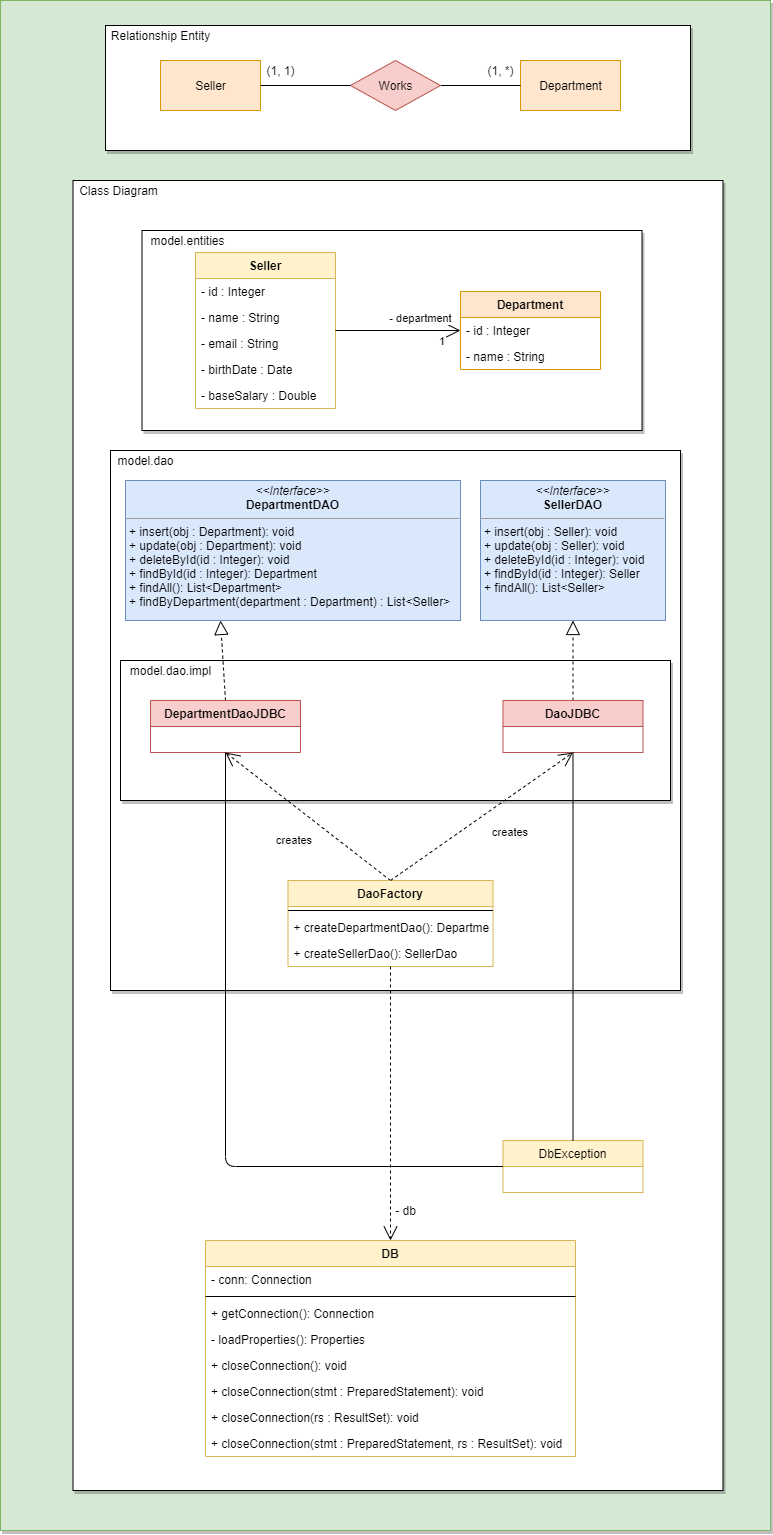 Relationship Entity
Seller
(1, 1)
Works
(1, *)
Department
Class Diagram
model.entities
Seller
- id : Integer
- name : String
- email : String
- birthDate : Date
- baseSalary : Double
- department
1
Department
- id : Integer
- name : String
model.dao
<<Interface>>
DepartmentDAO
+ insert(obj : Department): void
+ update(obj : Department): void
+ deleteById(id : Integer): void
+ findById(id : Integer): Department
+ findAll(): List<Department>
+ findByDepartment(department : Department) : List<Seller>
<<Interface>>
SellerDAO
+ insert(obj : Seller): void
+ update(obj : Seller): void
+ deleteById(id : Integer): void
+ findById(id : Integer): Seller
+ findAll(): List<Seller>
model.dao.impl
DepartmentDaoJDBC
DaoJDBC
creates
creates
DaoFactory
+ createDepartmentDao(): Departme
+ createSellerDao(): SellerDao
DbException
- db
DB
- conn: Connection
+ getConnection(): Connection
- loadProperties(): Properties
+ closeConnection(): void
+ closeConnection(stmt : PreparedStatement): void
+ closeConnection(rs : ResultSet): void
+ closeConnection(stmt : PreparedStatement, rs : ResultSet): void